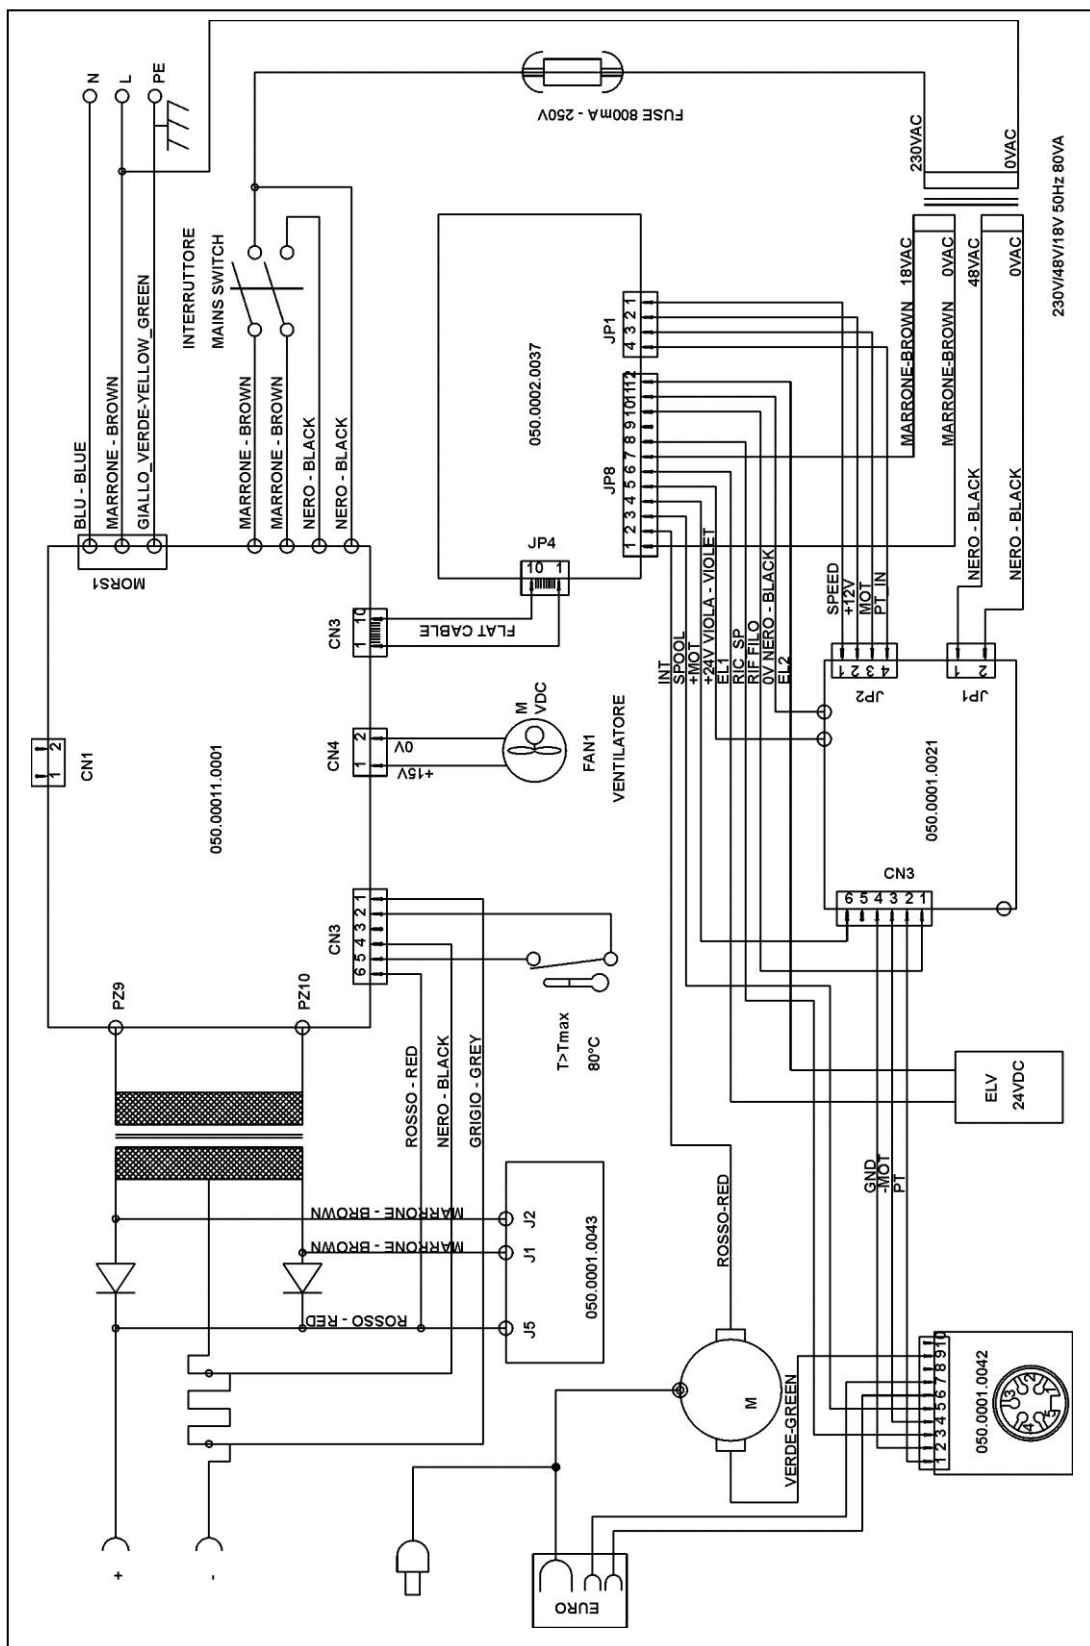 N
L
PE
BLU - BLUE
MARRONE - BROWN
GIALLO_VERDE-YELLOW_GREEN
MORS1
INTERRUTTORE
MAINS SWITCH
MARRONE - BROWN
MARRONE - BROWN
NERO - BLACK
NERO - BLACK
FUSE 800mA - 250V
230VAC
0VAC
18VAC
0VAC
48VAC
0VAC
230V/48V/18V 50Hz 80VA
MARRONE-BROWN
MARRONE-BROWN
NERO - BLACK
NERO - BLACK
CN1
1 2
050.00011.0001
CN3
1 10
FLAT CABLE
JP4
10 1
CN4
1 2
+15V
0V
M
VDC
FAN1
VENTILATORE
CN3
6 5 4 3 2 1
T>Tmax
80°C
PZ9
PZ10
ROSSO - RED
NERO - BLACK
GRIGIO - GREY
050.0002.0037
JP1
4 3 2 1
JP8
1 2 3 4 5 6 7 8 9 10 11 12
INT
SPOOL
+MOT
+24V VIOLA - VIOLET
EL1
RIC_SP
RIF FILO
0V NERO - BLACK
EL2
SPEED
+12V
MOT
PT_IN
JP2
1 2 3 4
JP1
1 2
050.0001.0021
CN3
6 5 4 3 2 1
ELV
24VDC
GND
-MOT
PT
MARRONE - BROWN
MARRONE - BROWN
ROSSO - RED
J2
J1
J5
050.0001.0043
ROSSO-RED
M
VERDE-GREEN
+
-
EURO
1 2 3 4 5 6 7 8 9 10
050.0001.0042
1 2 3 4 5